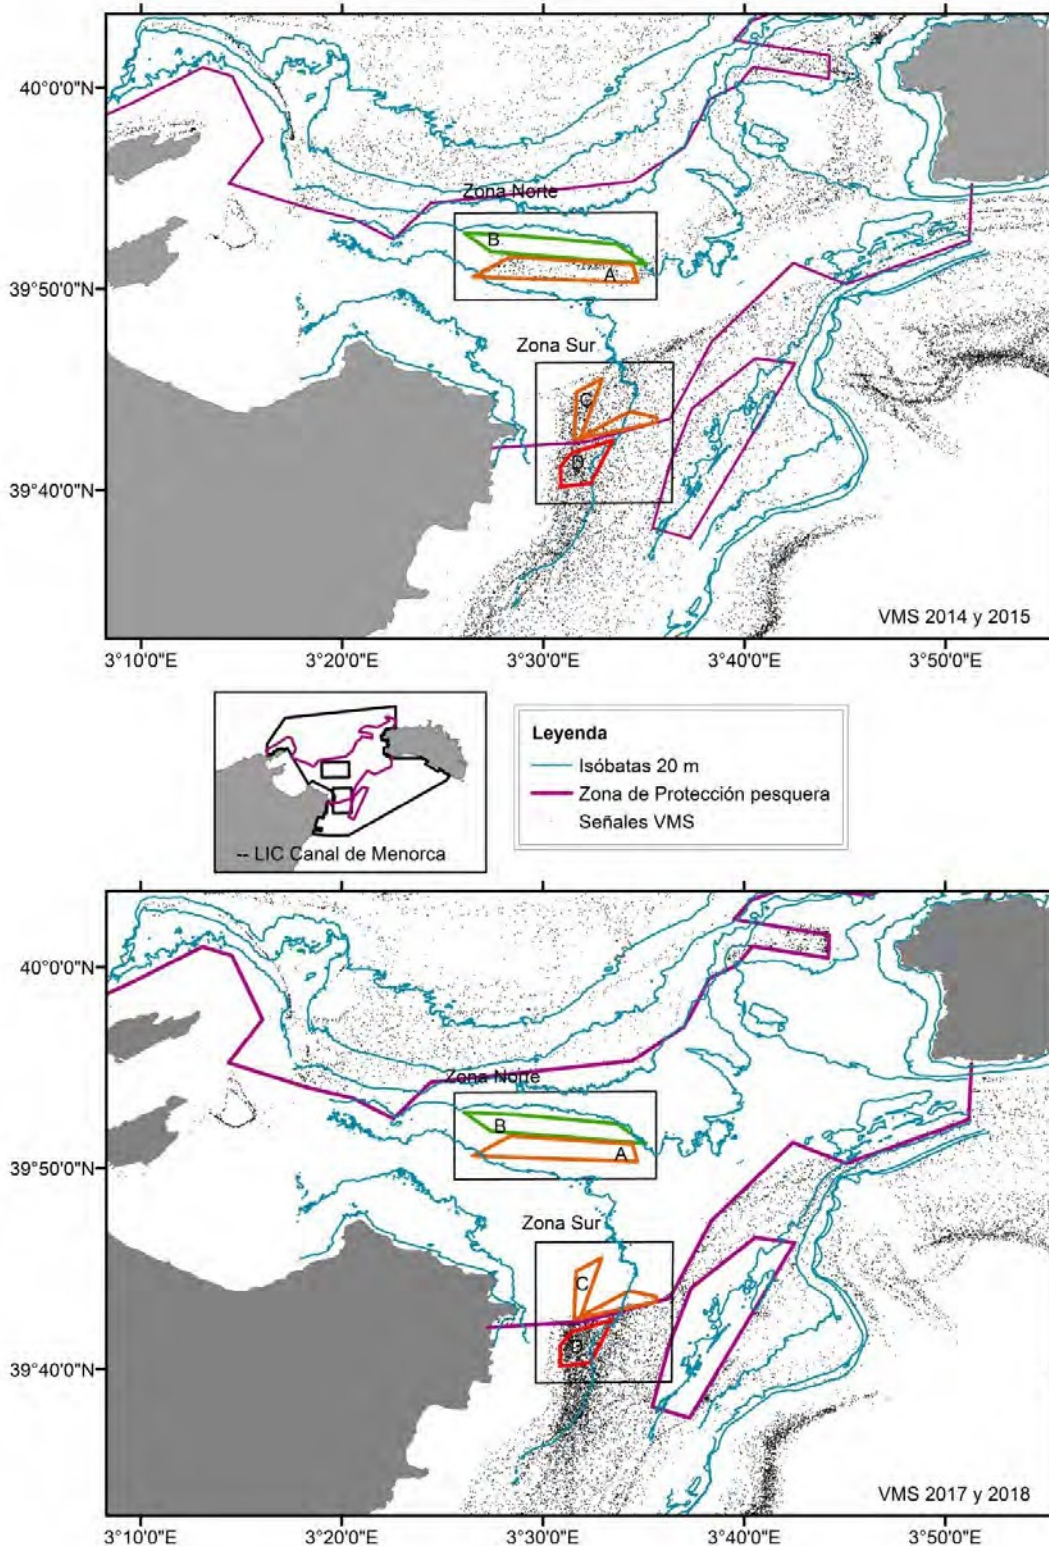 40°0'0"N
Zona Norte
B
A
39°50'0"N
Zona Sur
C
D
39°40'0"N
VMS 2014 y 2015
3°10'0"E 3°20'0"E 3°30'0"E 3°40'0"E 3°50'0"E
Leyenda
Isóbatas 20 m
Zona de Protección pesquera
Señales VMS
-- LIC Canal de Menorca
40°0'0"N
Zona Norte
B
A
39°50'0"N
Zona Sur
C
D
39°40'0"N
VMS 2017 y 2018
3°10'0"E 3°20'0"E 3°30'0"E 3°40'0"E 3°50'0"E